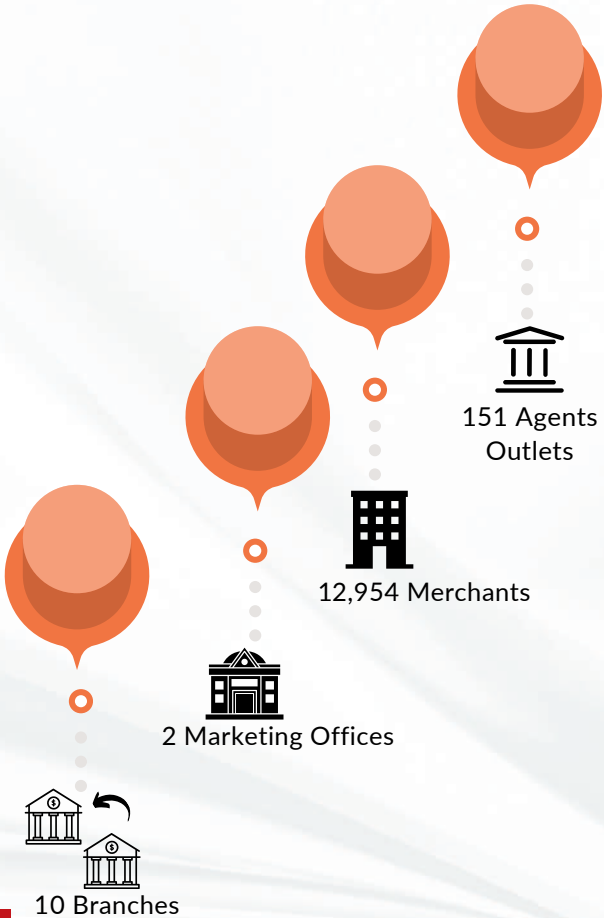 151 Agents
Outlets
12,954 Merchants
2 Marketing Offices
$
$
10 Branches